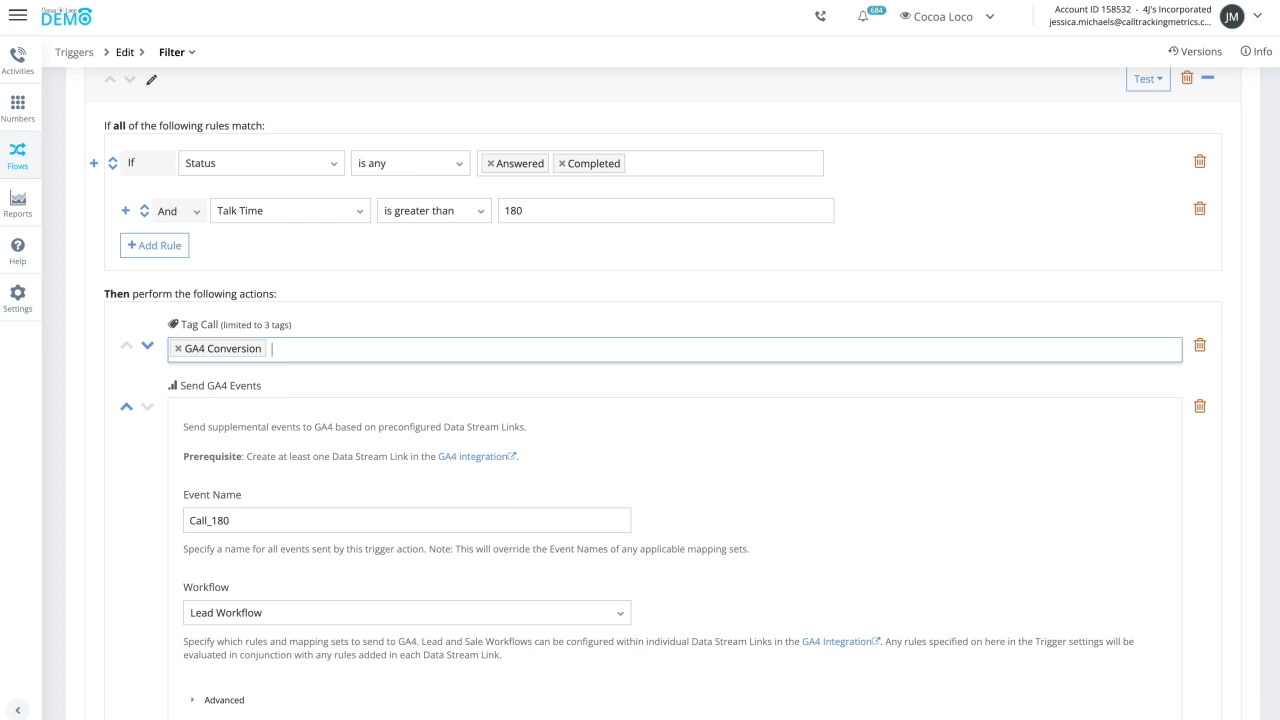 Cocoa Loco
DEMO
684
Cocoa Loco
Account ID 158532 - 4J's Incorporated
jessica.michaels@calltrackingmetrics.c...
JM
Triggers > Edit > Filter
Versions
Info
Activities
Numbers
Flows
Reports
Help
Settings
Test
If all of the following rules match:
If Status is any × Answered × Completed
And Talk Time is greater than 180
+ Add Rule
Then perform the following actions:
Tag Call (limited to 3 tags)
× GA4 Conversion
Send GA4 Events
Send supplemental events to GA4 based on preconfigured Data Stream Links.
Prerequisite: Create at least one Data Stream Link in the GA4 integration.
Event Name
Call_180
Specify a name for all events sent by this trigger action. Note: This will override the Event Names of any applicable mapping sets.
Workflow
Lead Workflow
Specify which rules and mapping sets to send to GA4. Lead and Sale Workflows can be configured within individual Data Stream Links in the GA4 Integration. Any rules specified on here in the Trigger settings will be
evaluated in conjunction with any rules added in each Data Stream Link.
Advanced